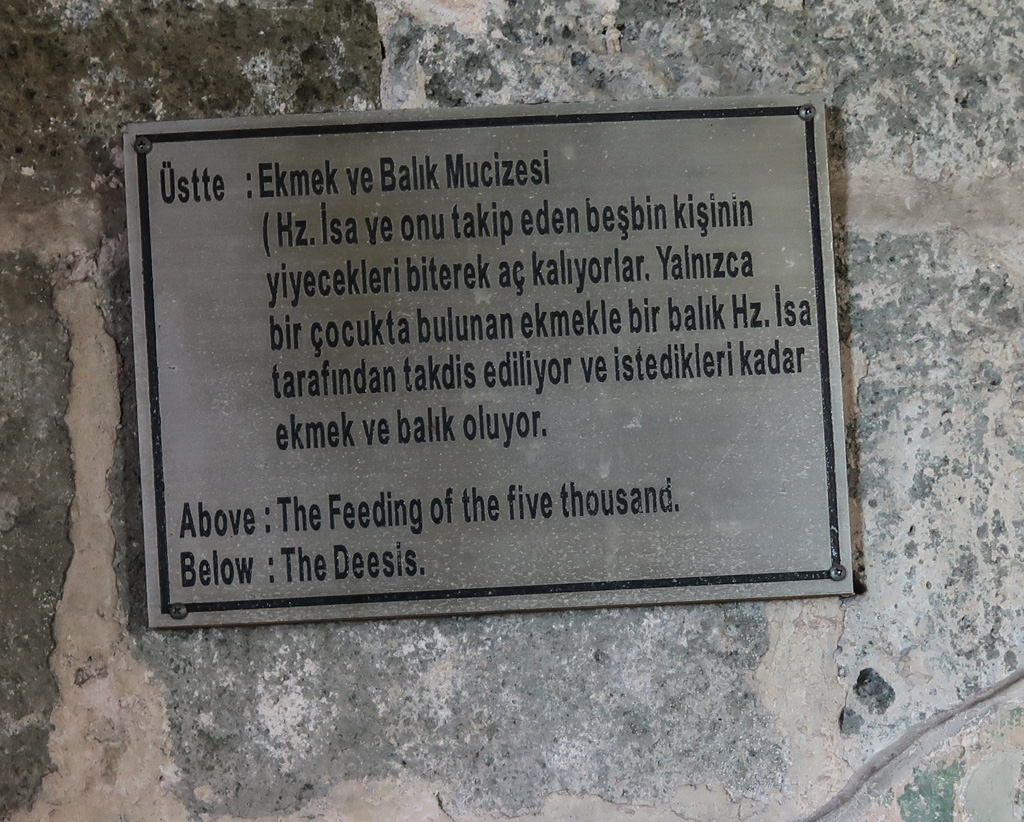 Üstte : Ekmek ve Balık Mucizesi
( Hz. İsa ve onu takip eden beşbin kişinin
yiyecekleri biterek aç kalıyorlar. Yalnızca
bir çocukta bulunan ekmekle bir balık Hz. İsa
tarafından takdis ediliyor ve istedikleri kadar
ekmek ve balık oluyor.
Above : The Feeding of the five thousand.
Below : The Deesis.